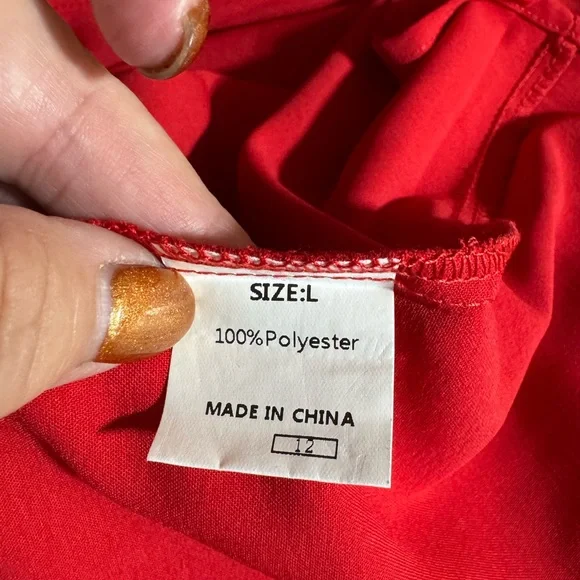 SIZE:L
100%Polyester
MADE IN CHINA
12